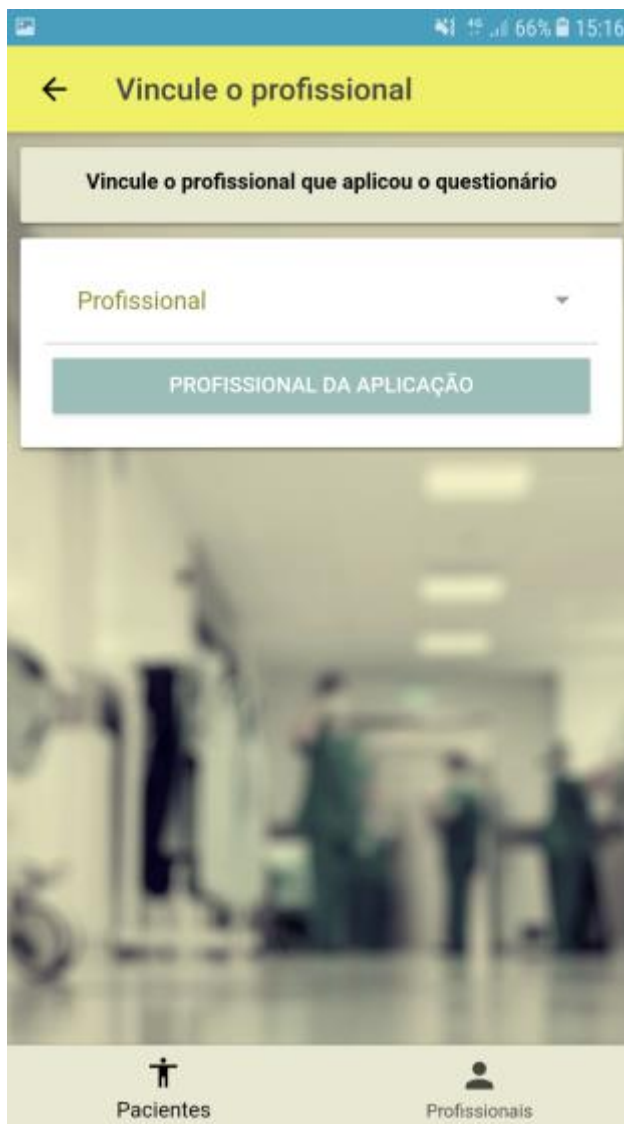 66% 15:16
Vincule o profissional
Vincule o profissional que aplicou o questionário
Profissional
PROFISSIONAL DA APLICAÇÃO
Pacientes
Profissionais